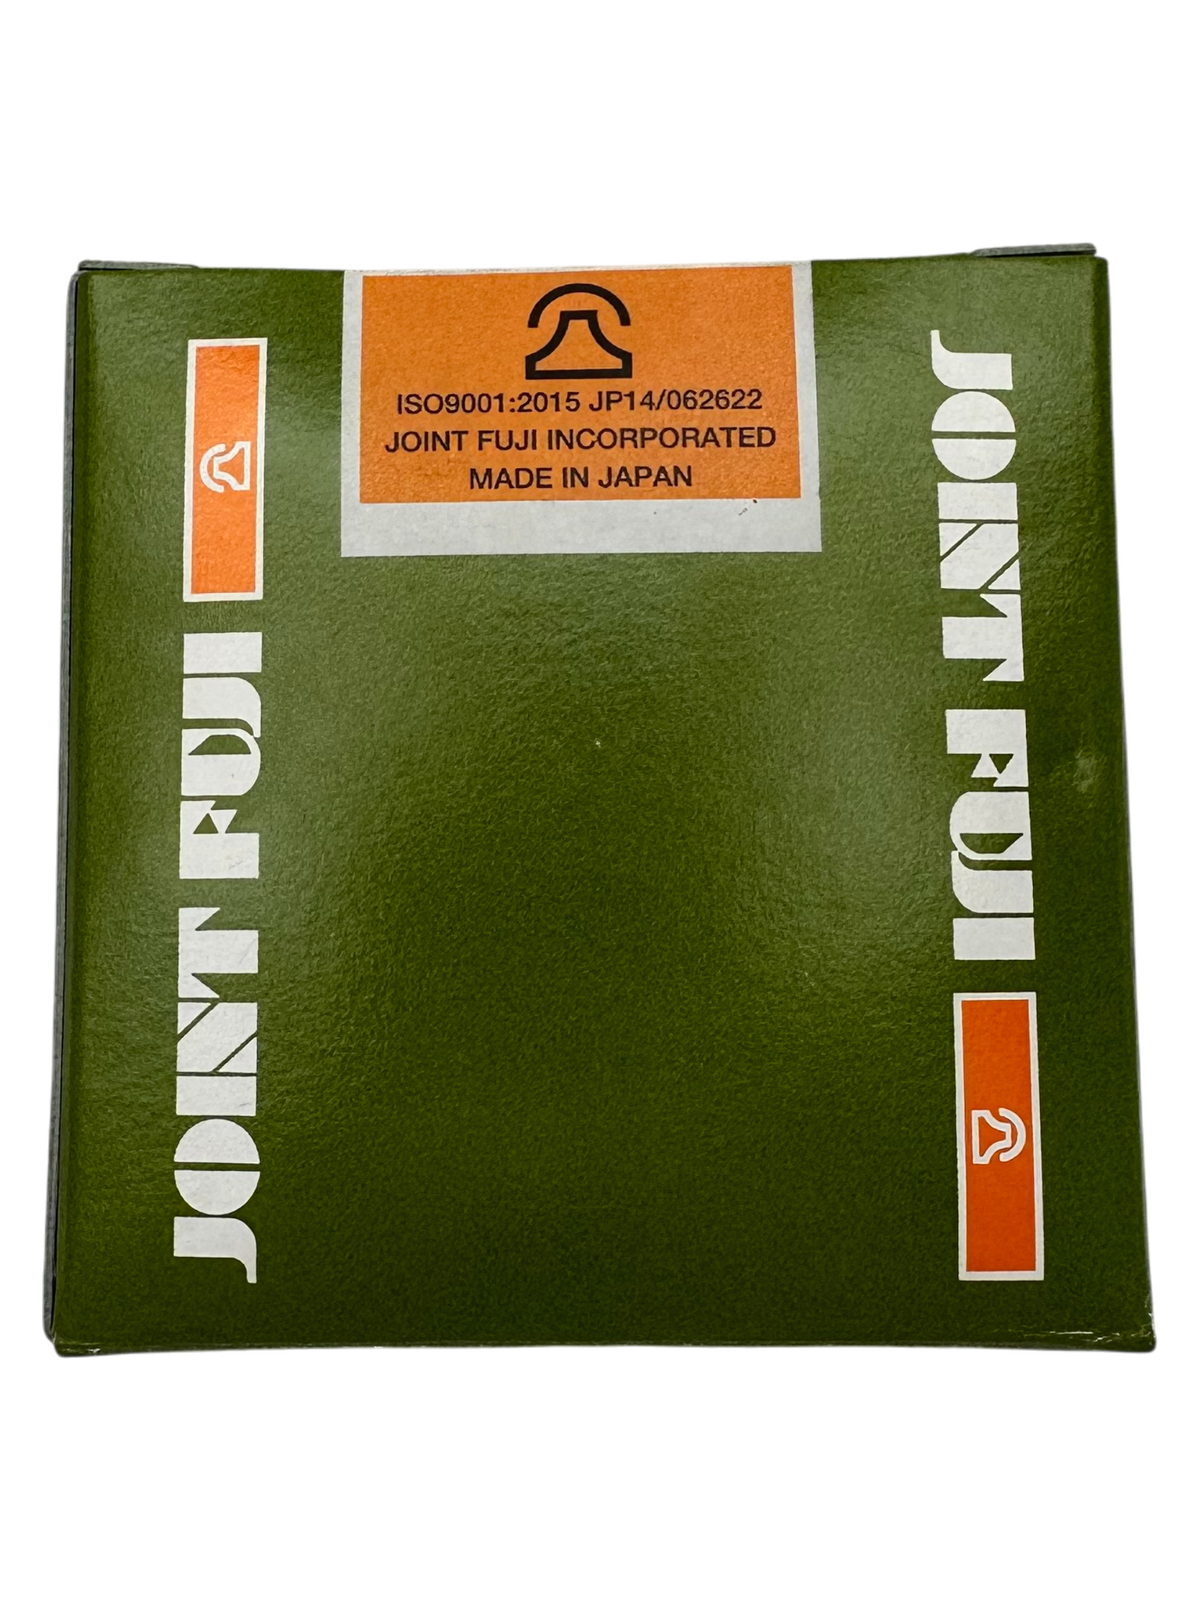 ISO9001:2015 JP14/062622
JOINT FUJI INCORPORATED
MADE IN JAPAN
JOINT FUJI
JOINT FUJI